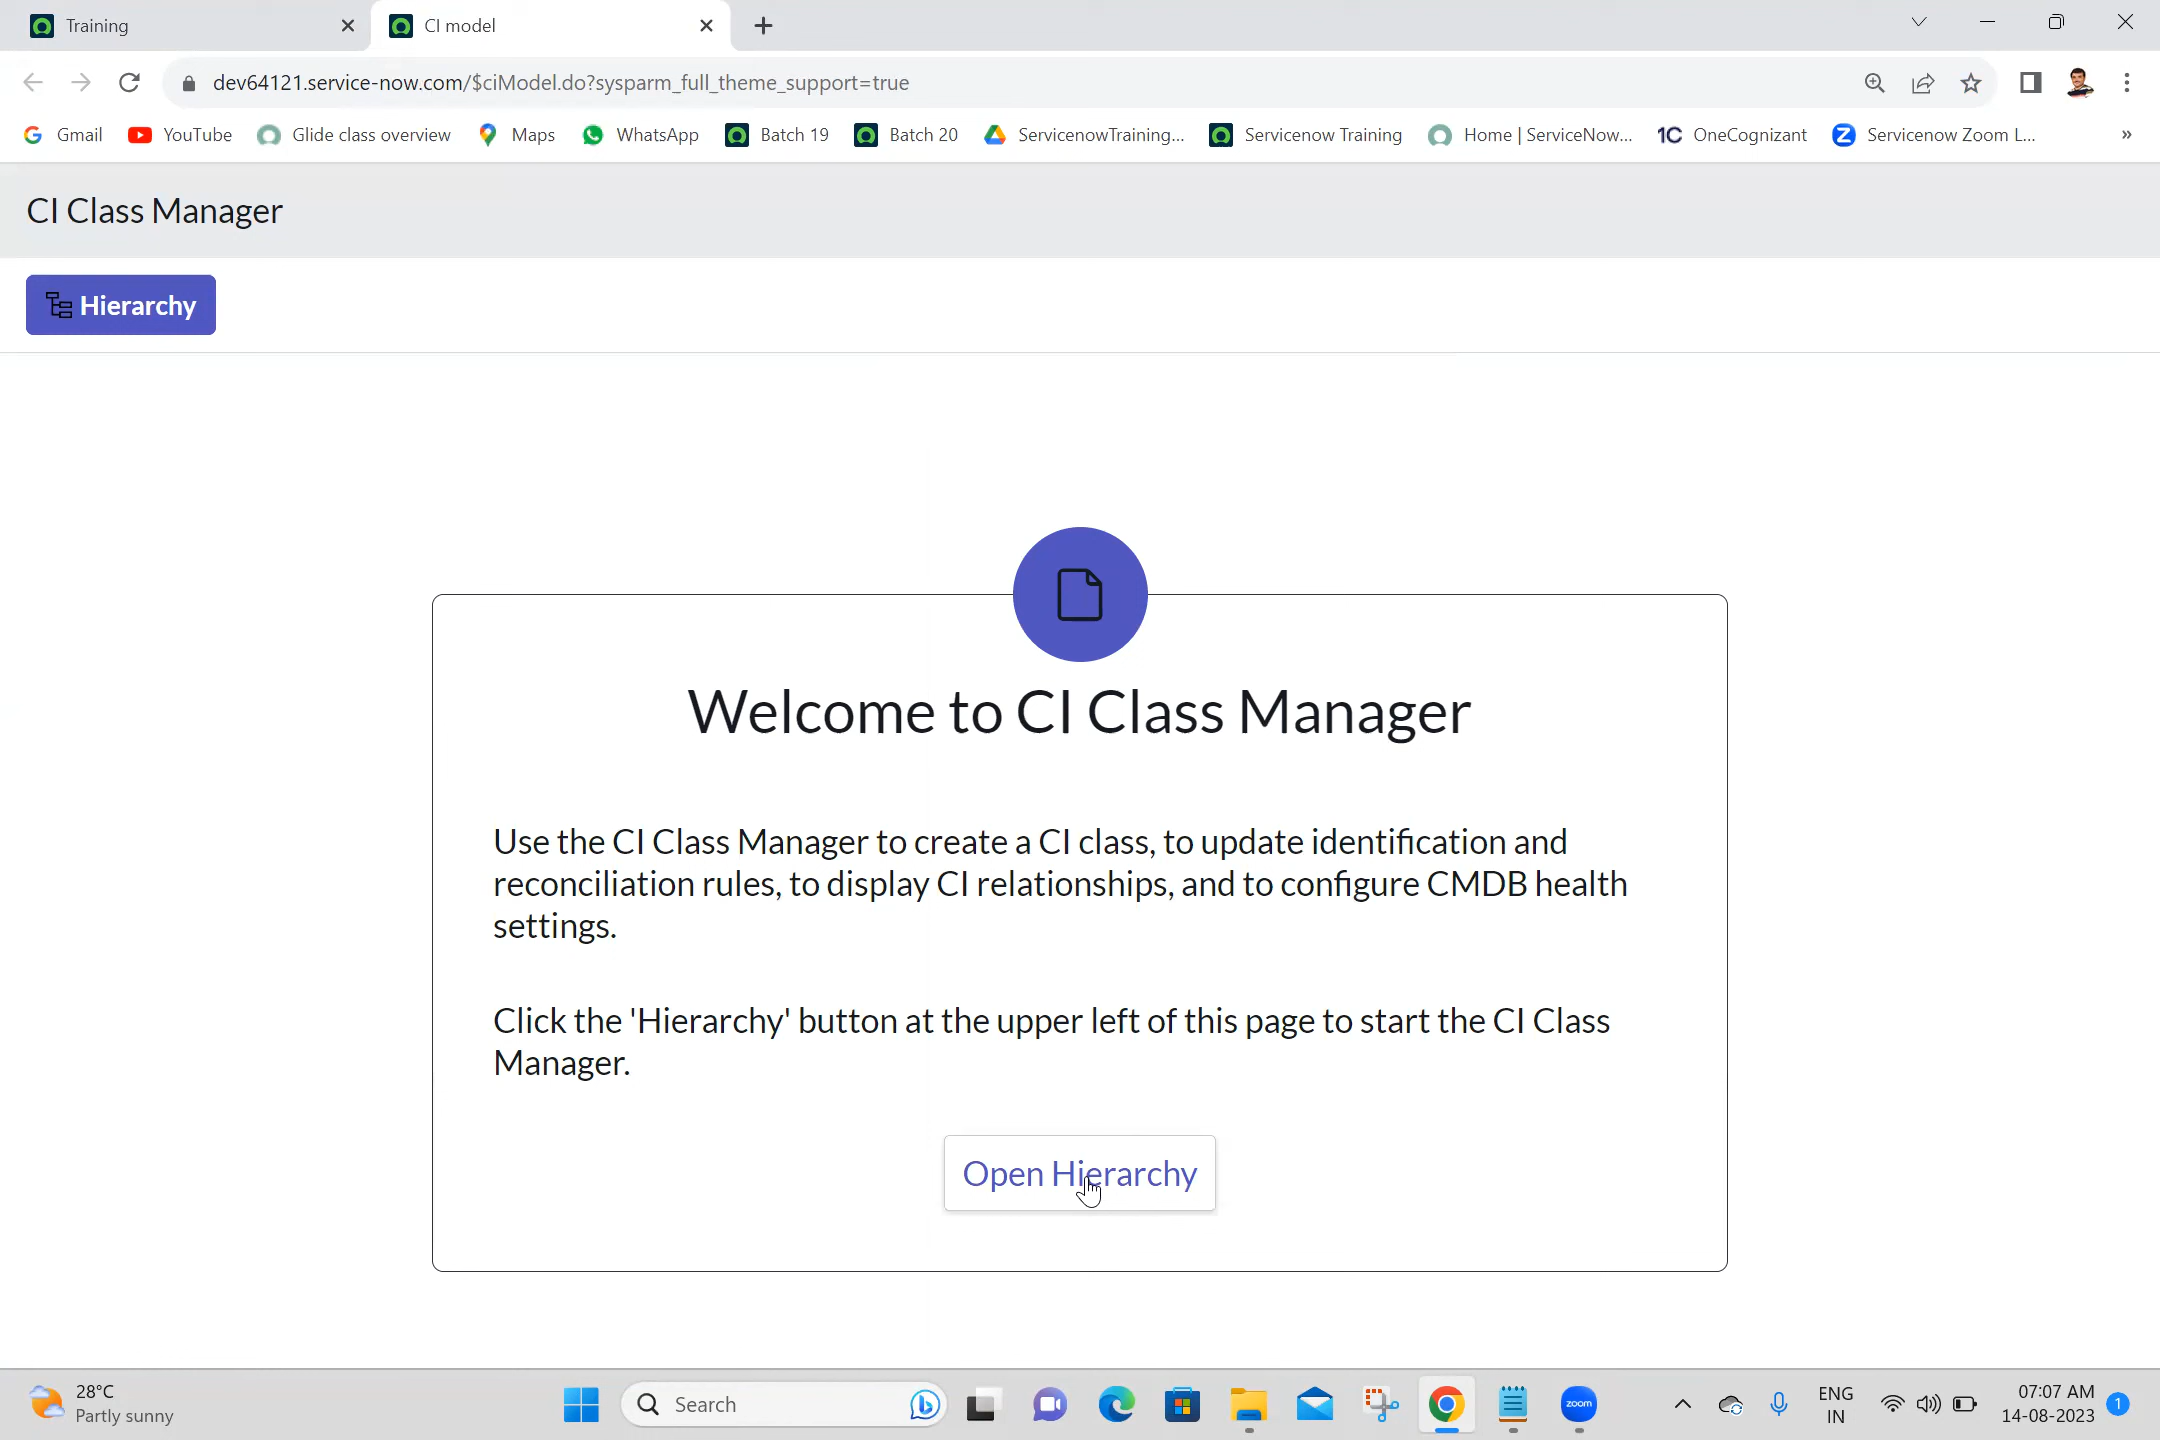 Training
CI model
dev64121.service-now.com/$ciModel.do?sysparm_full_theme_support=true
Gmail
YouTube
Glide class overview
Maps
WhatsApp
Batch 19
Batch 20
ServicenowTraining...
Servicenow Training
Home | ServiceNow...
1C OneCognizant
Z Servicenow Zoom L...
»
CI Class Manager
Hierarchy
Welcome to CI Class Manager
Use the CI Class Manager to create a CI class, to update identification and
reconciliation rules, to display CI relationships, and to configure CMDB health
settings.
Click the 'Hierarchy' button at the upper left of this page to start the CI Class
Manager.
Open Hierarchy
28°C
Partly sunny
Search
zoom
ENG
IN
07:07 AM
14-08-2023
1